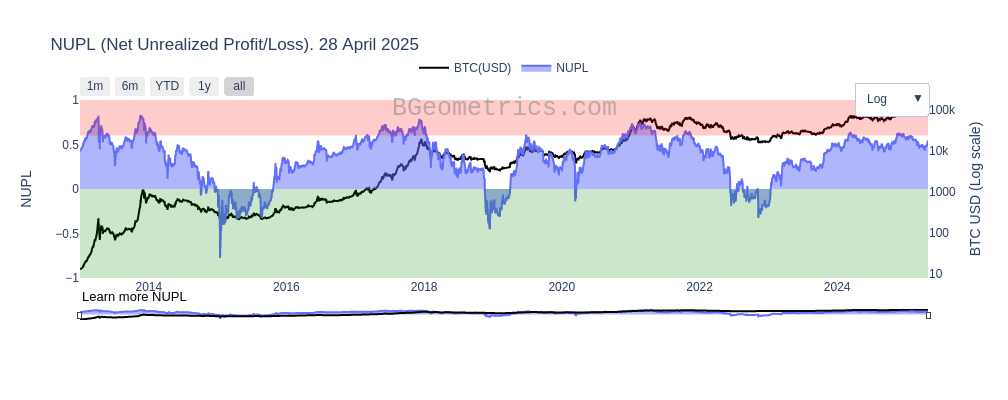 NUPL (Net Unrealized Profit/Loss). 28 April 2025
BTC(USD) NUPL
1m 6m YTD 1y all
Log ▼
BGeometrics.com
1
0.5
0
−0.5
−1
NUPL
100k
10k
1000
100
10
BTC USD (Log scale)
2014 2016 2018 2020 2022 2024
Learn more NUPL